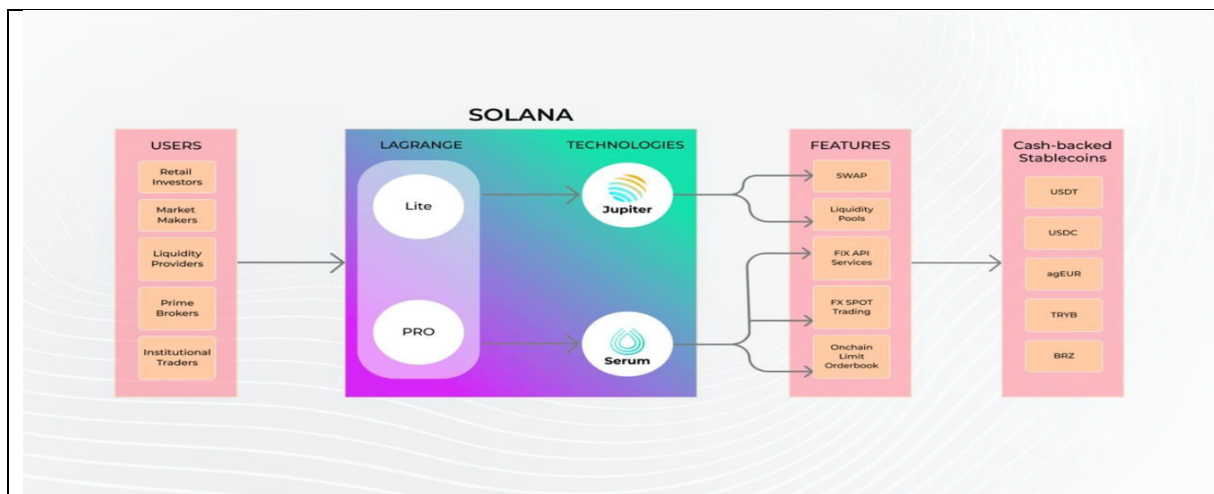 SOLANA
USERS
Retail
Investors
Market
Makers
Liquidity
Providers
Prime
Brokers
Institutional
Traders
LAGRANGE
Lite
PRO
TECHNOLOGIES
Jupiter
Serum
FEATURES
SWAP
Liquidity
Pools
FIX API
Services
FX SPOT
Trading
Onchain
Limit
Orderbook
Cash-backed
Stablecoins
USDT
USDC
agEUR
TRYB
BRZ